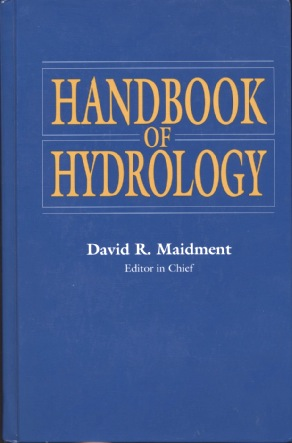 HANDBOOK
OF
HYDROLOGY
David R. Maidment
Editor in Chief